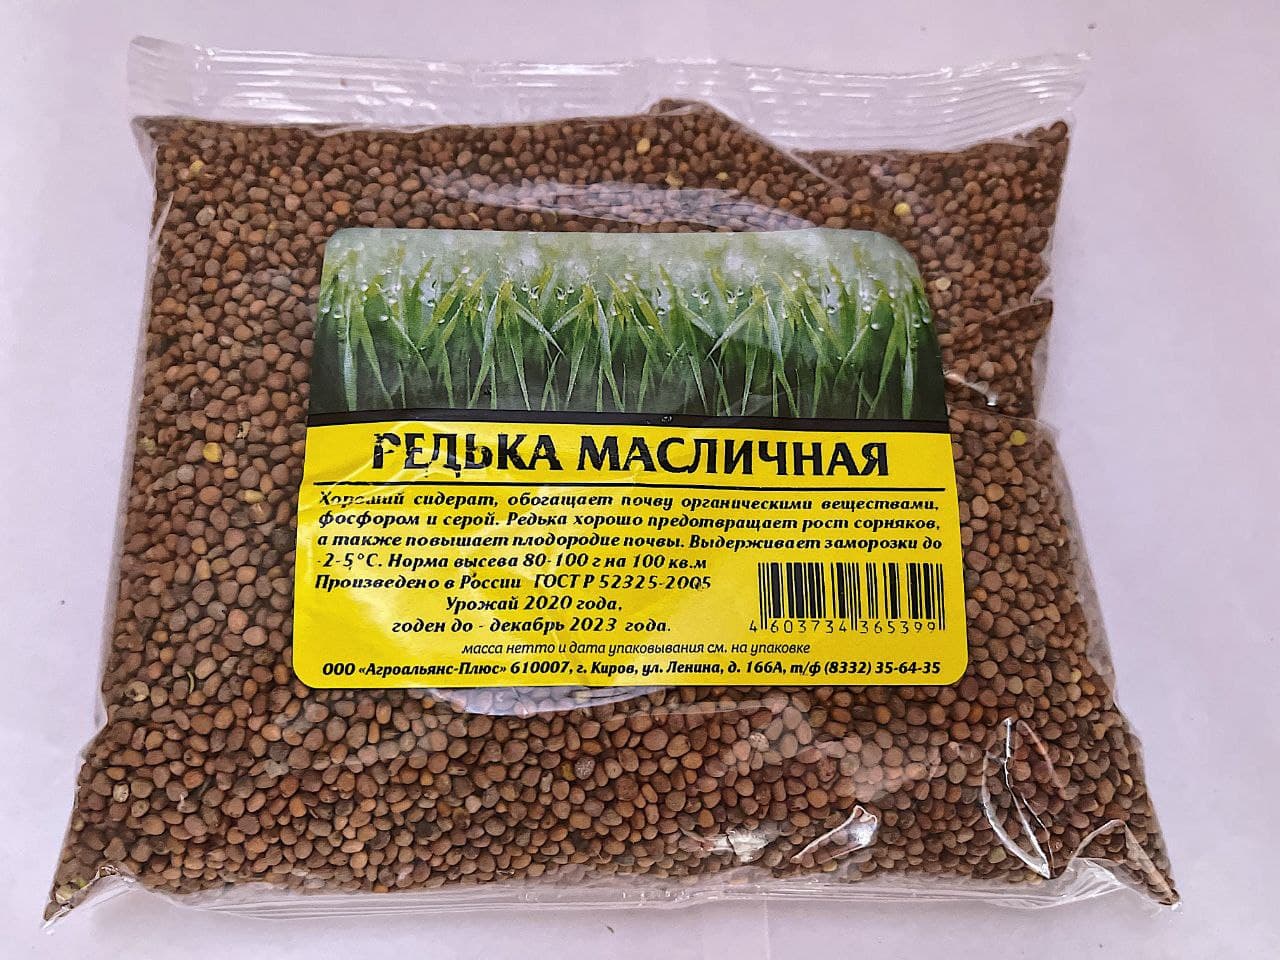 РЕДЬКА МАСЛИЧНАЯ
Хороший сидерат, обогащает почву органическими веществами,
фосфором и серой. Редька хорошо предотвращает рост сорняков,
а также повышает плодородие почвы. Выдерживает заморозки до
-2-5°С. Норма высева 80-100 г на 100 кв.м
Произведено в России ГОСТ Р 52325-2005
Урожай 2020 года,
годен до - декабрь 2023 года.
4 603734 365399
масса нетто и дата упаковывания см. на упаковке
ООО «Агроальянс-Плюс» 610007, г. Киров, ул. Ленина, д. 166А, т/ф (8332) 35-64-35